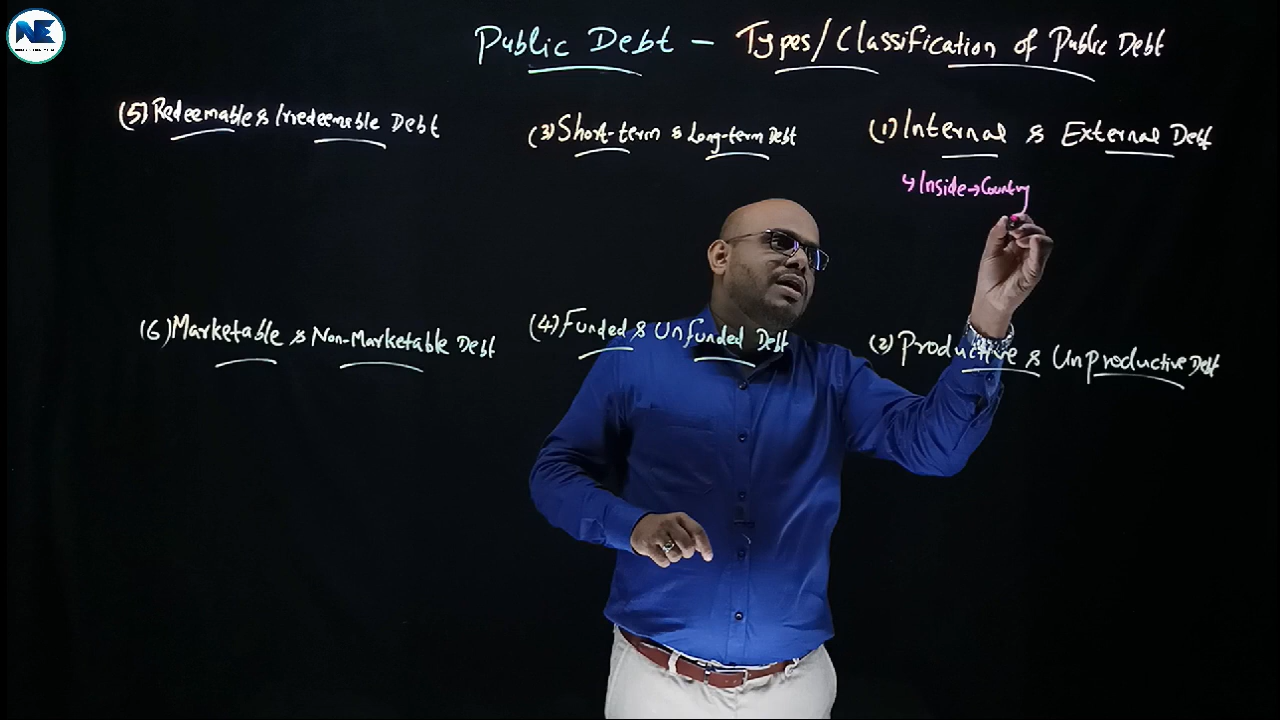 NE
Public Debt - Types/Classification of Public Debt
(5) Redeemable & Irredeemable Debt
(3) Short-term & Long-term Debt
(1) Internal & External Debt
↳ Inside → Country
(6) Marketable & Non-Marketable Debt
(4) Funded & Unfunded Debt
(2) Productive & Unproductive Debt